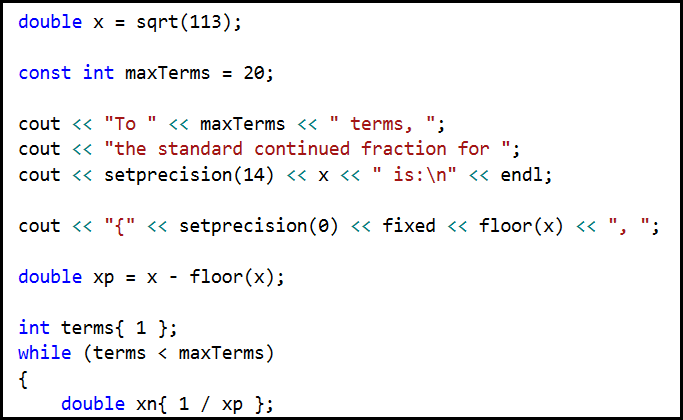 double x = sqrt(113);
const int maxTerms = 20;
cout << "To " << maxTerms << " terms, ";
cout << "the standard continued fraction for ";
cout << setprecision(14) << x << " is:\n" << endl;
cout << "{" << setprecision(0) << fixed << floor(x) << ", ";
double xp = x - floor(x);
int terms{ 1 };
while (terms < maxTerms)
{
    double xn{ 1 / xp };